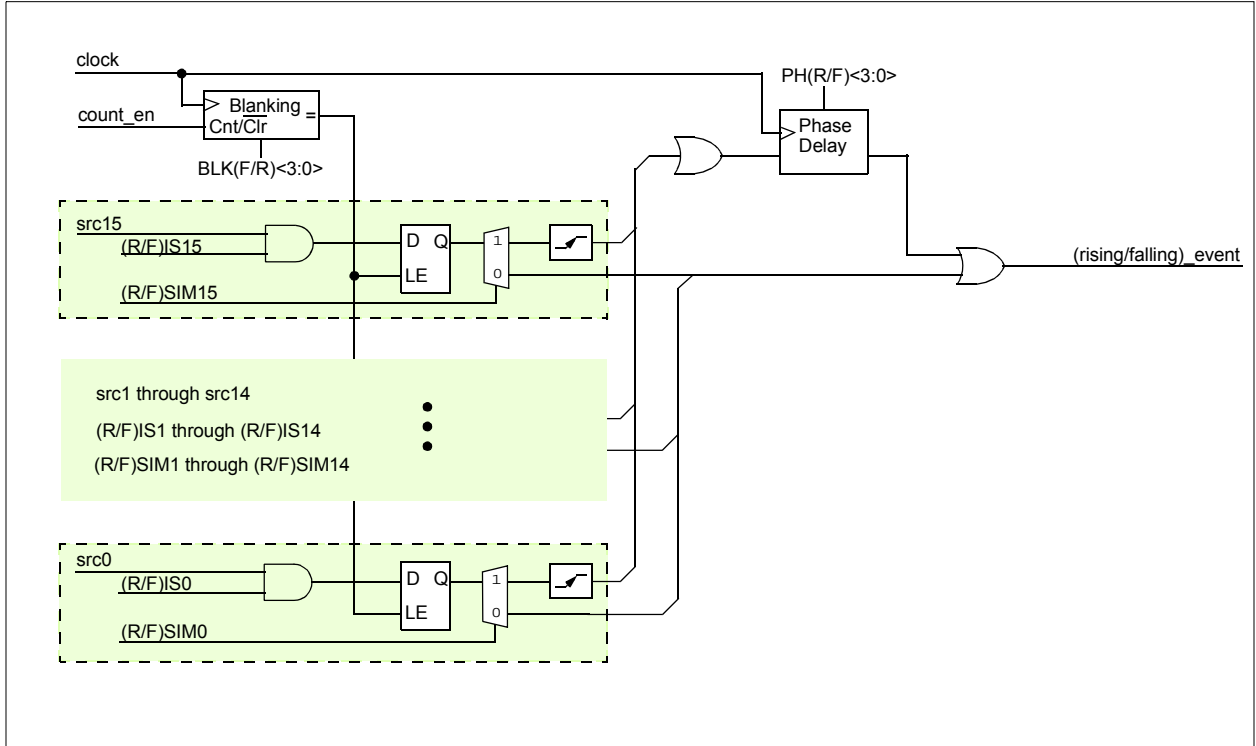 clock
PH(R/F)<3:0>
count_en
Blanking
=
Cnt/Clr
Phase
Delay
BLK(F/R)<3:0>
src15
(R/F)IS15
D Q
1
LE
0
(R/F)SIM15
(rising/falling)_event
src1 through src14
(R/F)IS1 through (R/F)IS14
(R/F)SIM1 through (R/F)SIM14
src0
(R/F)IS0
D Q
1
LE
0
(R/F)SIM0